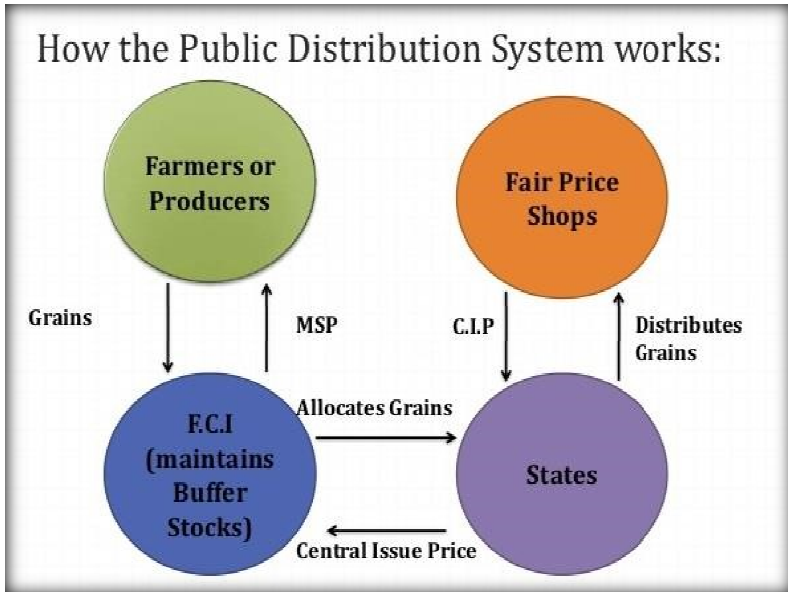 How the Public Distribution System works:
Farmers or
Producers
Fair Price
Shops
Grains
MSP
C.I.P
Distributes
Grains
Allocates Grains
F.C.I
(maintains
Buffer
Stocks)
States
Central Issue Price